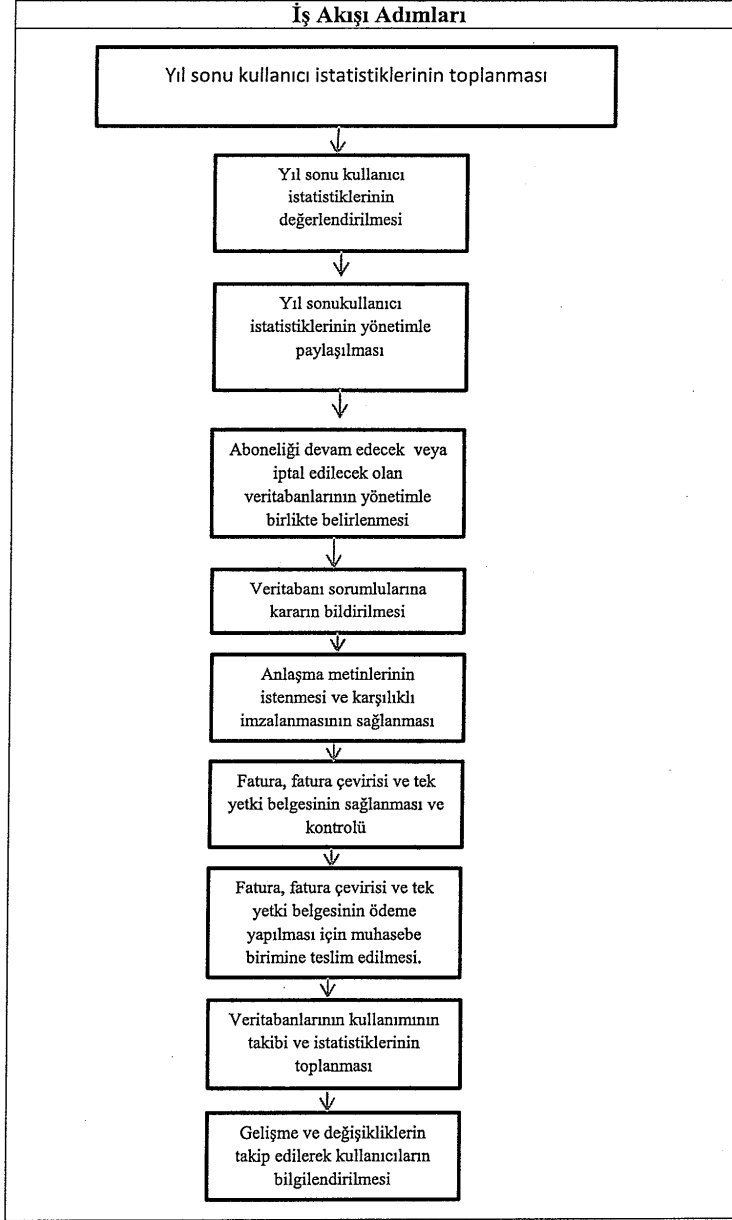 İş Akışı Adımları
Yıl sonu kullanıcı istatistiklerinin toplanması
Yıl sonu kullanıcı
istatistiklerinin
değerlendirilmesi
Yıl sonukullanıcı
istatistiklerinin yönetimle
paylaşılması
Aboneliği devam edecek veya
iptal edilecek olan
veritabanlarının yönetimle
birlikte belirlenmesi
Veritabanı sorumlularına
kararın bildirilmesi
Anlaşma metinlerinin
istenmesi ve karşılıklı
imzalanmasının sağlanması
Fatura, fatura çevirisi ve tek
yetki belgesinin sağlanması ve
kontrolü
Fatura, fatura çevirisi ve tek
yetki belgesinin ödeme
yapılması için muhasebe
birimine teslim edilmesi.
Veritabanlarının kullanımının
takibi ve istatistiklerinin
toplanması
Gelişme ve değişikliklerin
takip edilerek kullanıcıların
bilgilendirilmesi